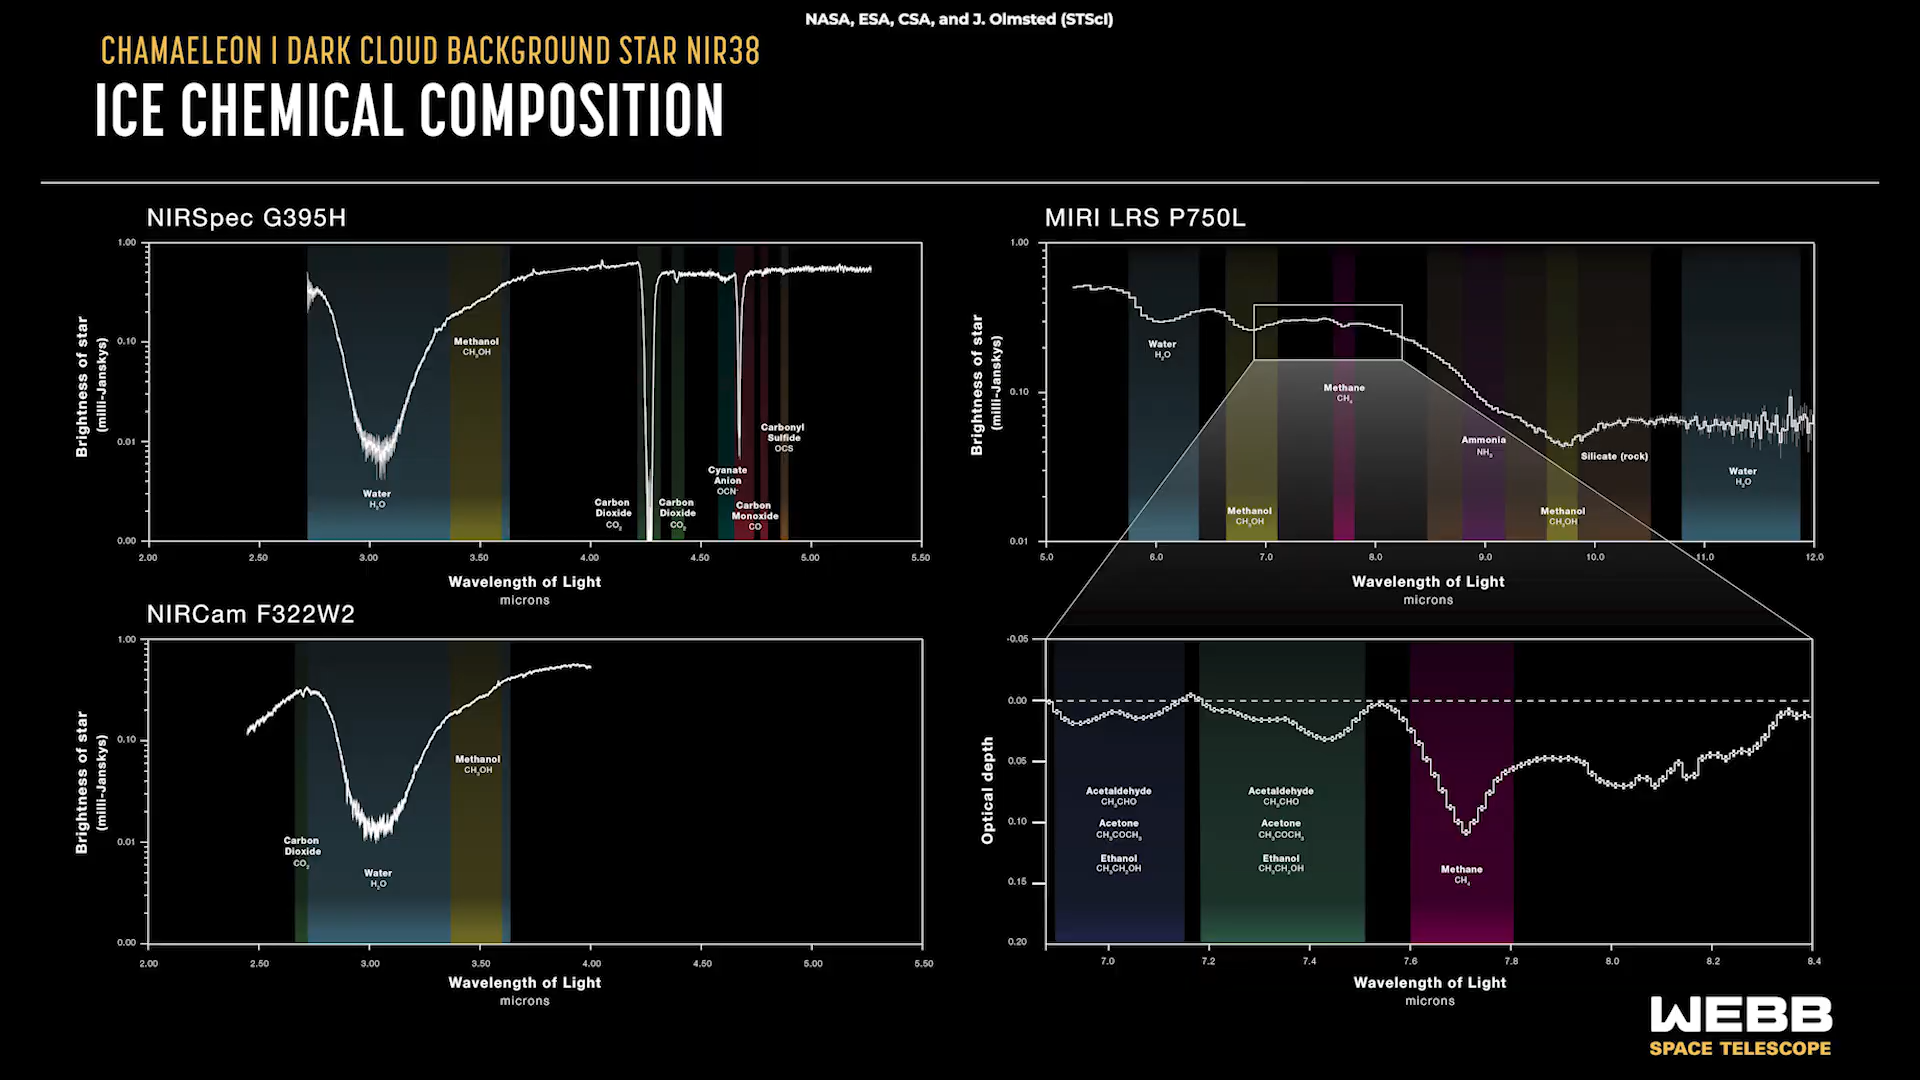 NASA, ESA, CSA, and J. Olmsted (STScI)
CHAMAELEON I DARK CLOUD BACKGROUND STAR NIR38
ICE CHEMICAL COMPOSITION
NIRSpec G395H
Brightness of star
(milli-Janskys)
1.00
0.10
0.01
0.00
Water
H₂O
Methanol
CH₃OH
Carbon
Dioxide
CO₂
Carbon
Dioxide
CO₂
Cyanate
Anion
OCN⁻
Carbon
Monoxide
CO
Carbonyl
Sulfide
OCS
2.00 2.50 3.00 3.50 4.00 4.50 5.00 5.50
Wavelength of Light
microns
MIRI LRS P750L
Brightness of star
(milli-Janskys)
1.00
0.10
0.01
Water
H₂O
Methanol
CH₃OH
Methane
CH₄
Ammonia
NH₃
Methanol
CH₃OH
Silicate (rock)
Water
H₂O
5.0 6.0 7.0 8.0 9.0 10.0 11.0 12.0
Wavelength of Light
microns
NIRCam F322W2
Brightness of star
(milli-Janskys)
1.00
0.10
0.01
0.00
Carbon
Dioxide
CO₂
Water
H₂O
Methanol
CH₃OH
2.00 2.50 3.00 3.50 4.00 4.50 5.00 5.50
Wavelength of Light
microns
Optical depth
-0.05
0.00
0.05
0.10
0.15
0.20
Acetaldehyde
CH₃CHO
Acetone
CH₃COCH₃
Ethanol
CH₃CH₂OH
Acetaldehyde
CH₃CHO
Acetone
CH₃COCH₃
Ethanol
CH₃CH₂OH
Methane
CH₄
7.0 7.2 7.4 7.6 7.8 8.0 8.2 8.4
Wavelength of Light
microns
WEBB
SPACE TELESCOPE